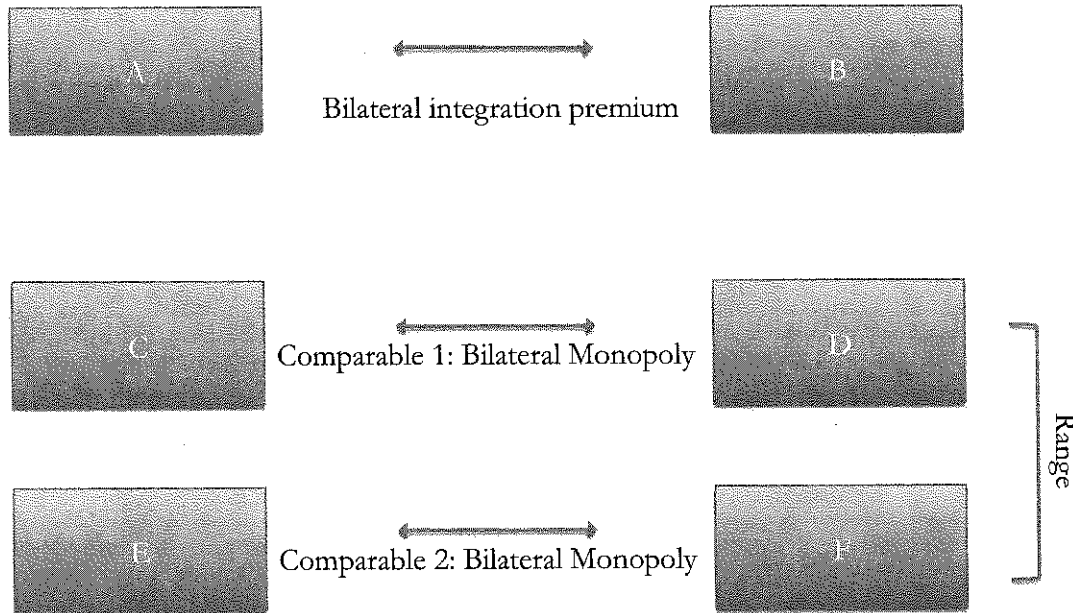 A
B
Bilateral integration premium
C
Comparable 1: Bilateral Monopoly
D
Range
E
Comparable 2: Bilateral Monopoly
F